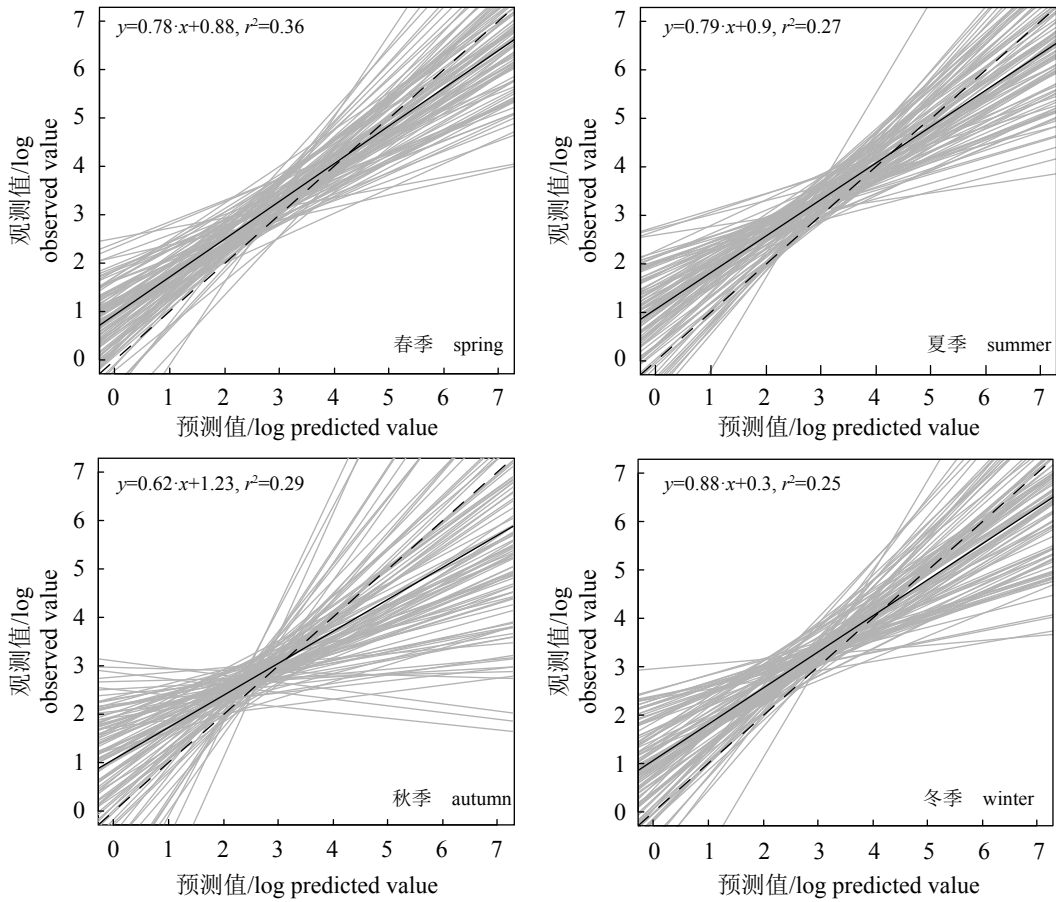 y=0.78·x+0.88, r²=0.36
7
6
5
4
3
2
1
0
观测值/log
observed value
春季 spring
0 1 2 3 4 5 6 7
预测值/log predicted value
y=0.79·x+0.9, r²=0.27
7
6
5
4
3
2
1
0
观测值/log
observed value
夏季 summer
0 1 2 3 4 5 6 7
预测值/log predicted value
y=0.62·x+1.23, r²=0.29
7
6
5
4
3
2
1
0
观测值/log
observed value
秋季 autumn
0 1 2 3 4 5 6 7
预测值/log predicted value
y=0.88·x+0.3, r²=0.25
7
6
5
4
3
2
1
0
观测值/log
observed value
冬季 winter
0 1 2 3 4 5 6 7
预测值/log predicted value